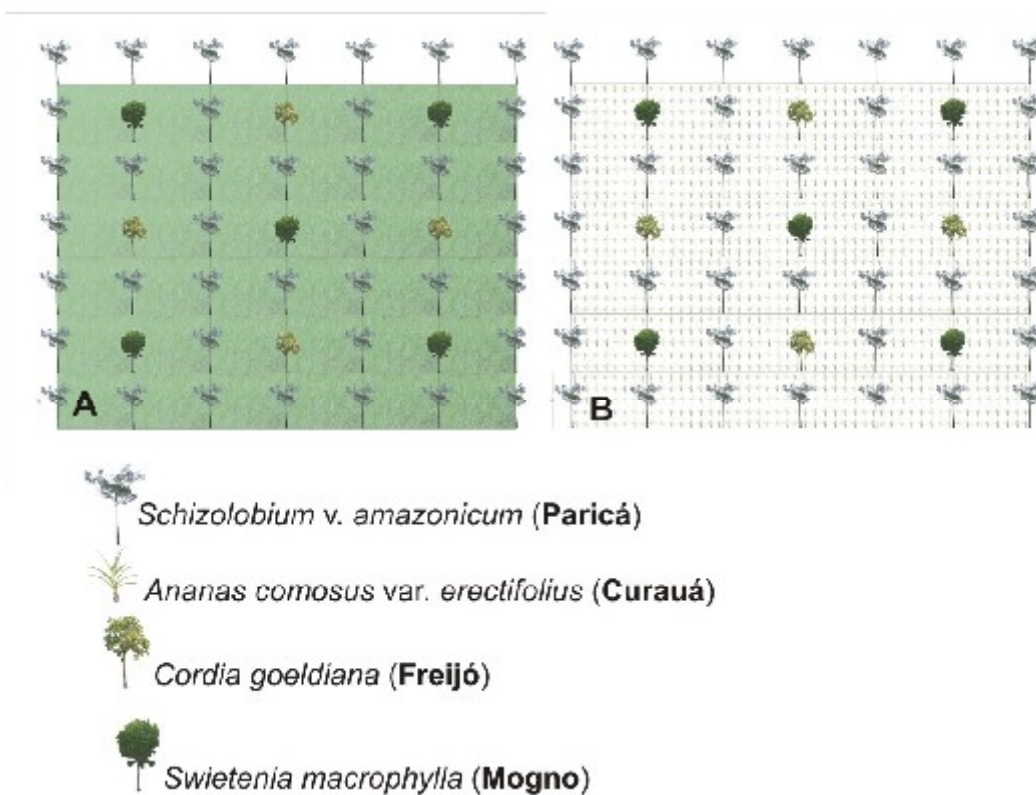 A
B
Schizolobium v. amazonicum (Paricá)
Ananas comosus var. erectifolius (Curauá)
Cordia goeldiana (Freijó)
Swietenia macrophylla (Mogno)